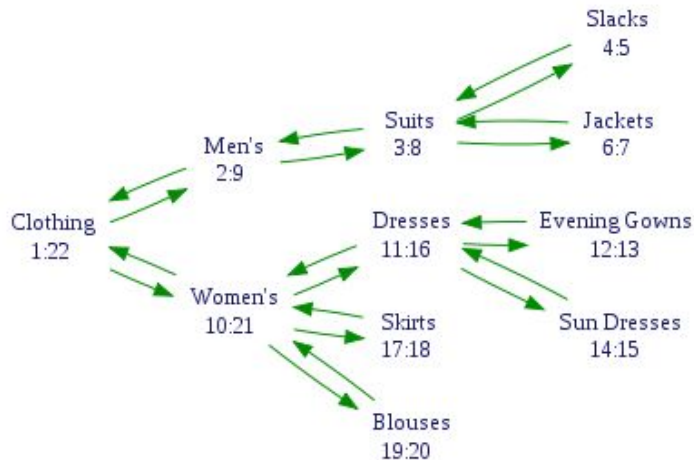 Slacks
4:5
Suits
3:8
Jackets
6:7
Men's
2:9
Clothing
1:22
Dresses
11:16
Evening Gowns
12:13
Women's
10:21
Skirts
17:18
Sun Dresses
14:15
Blouses
19:20